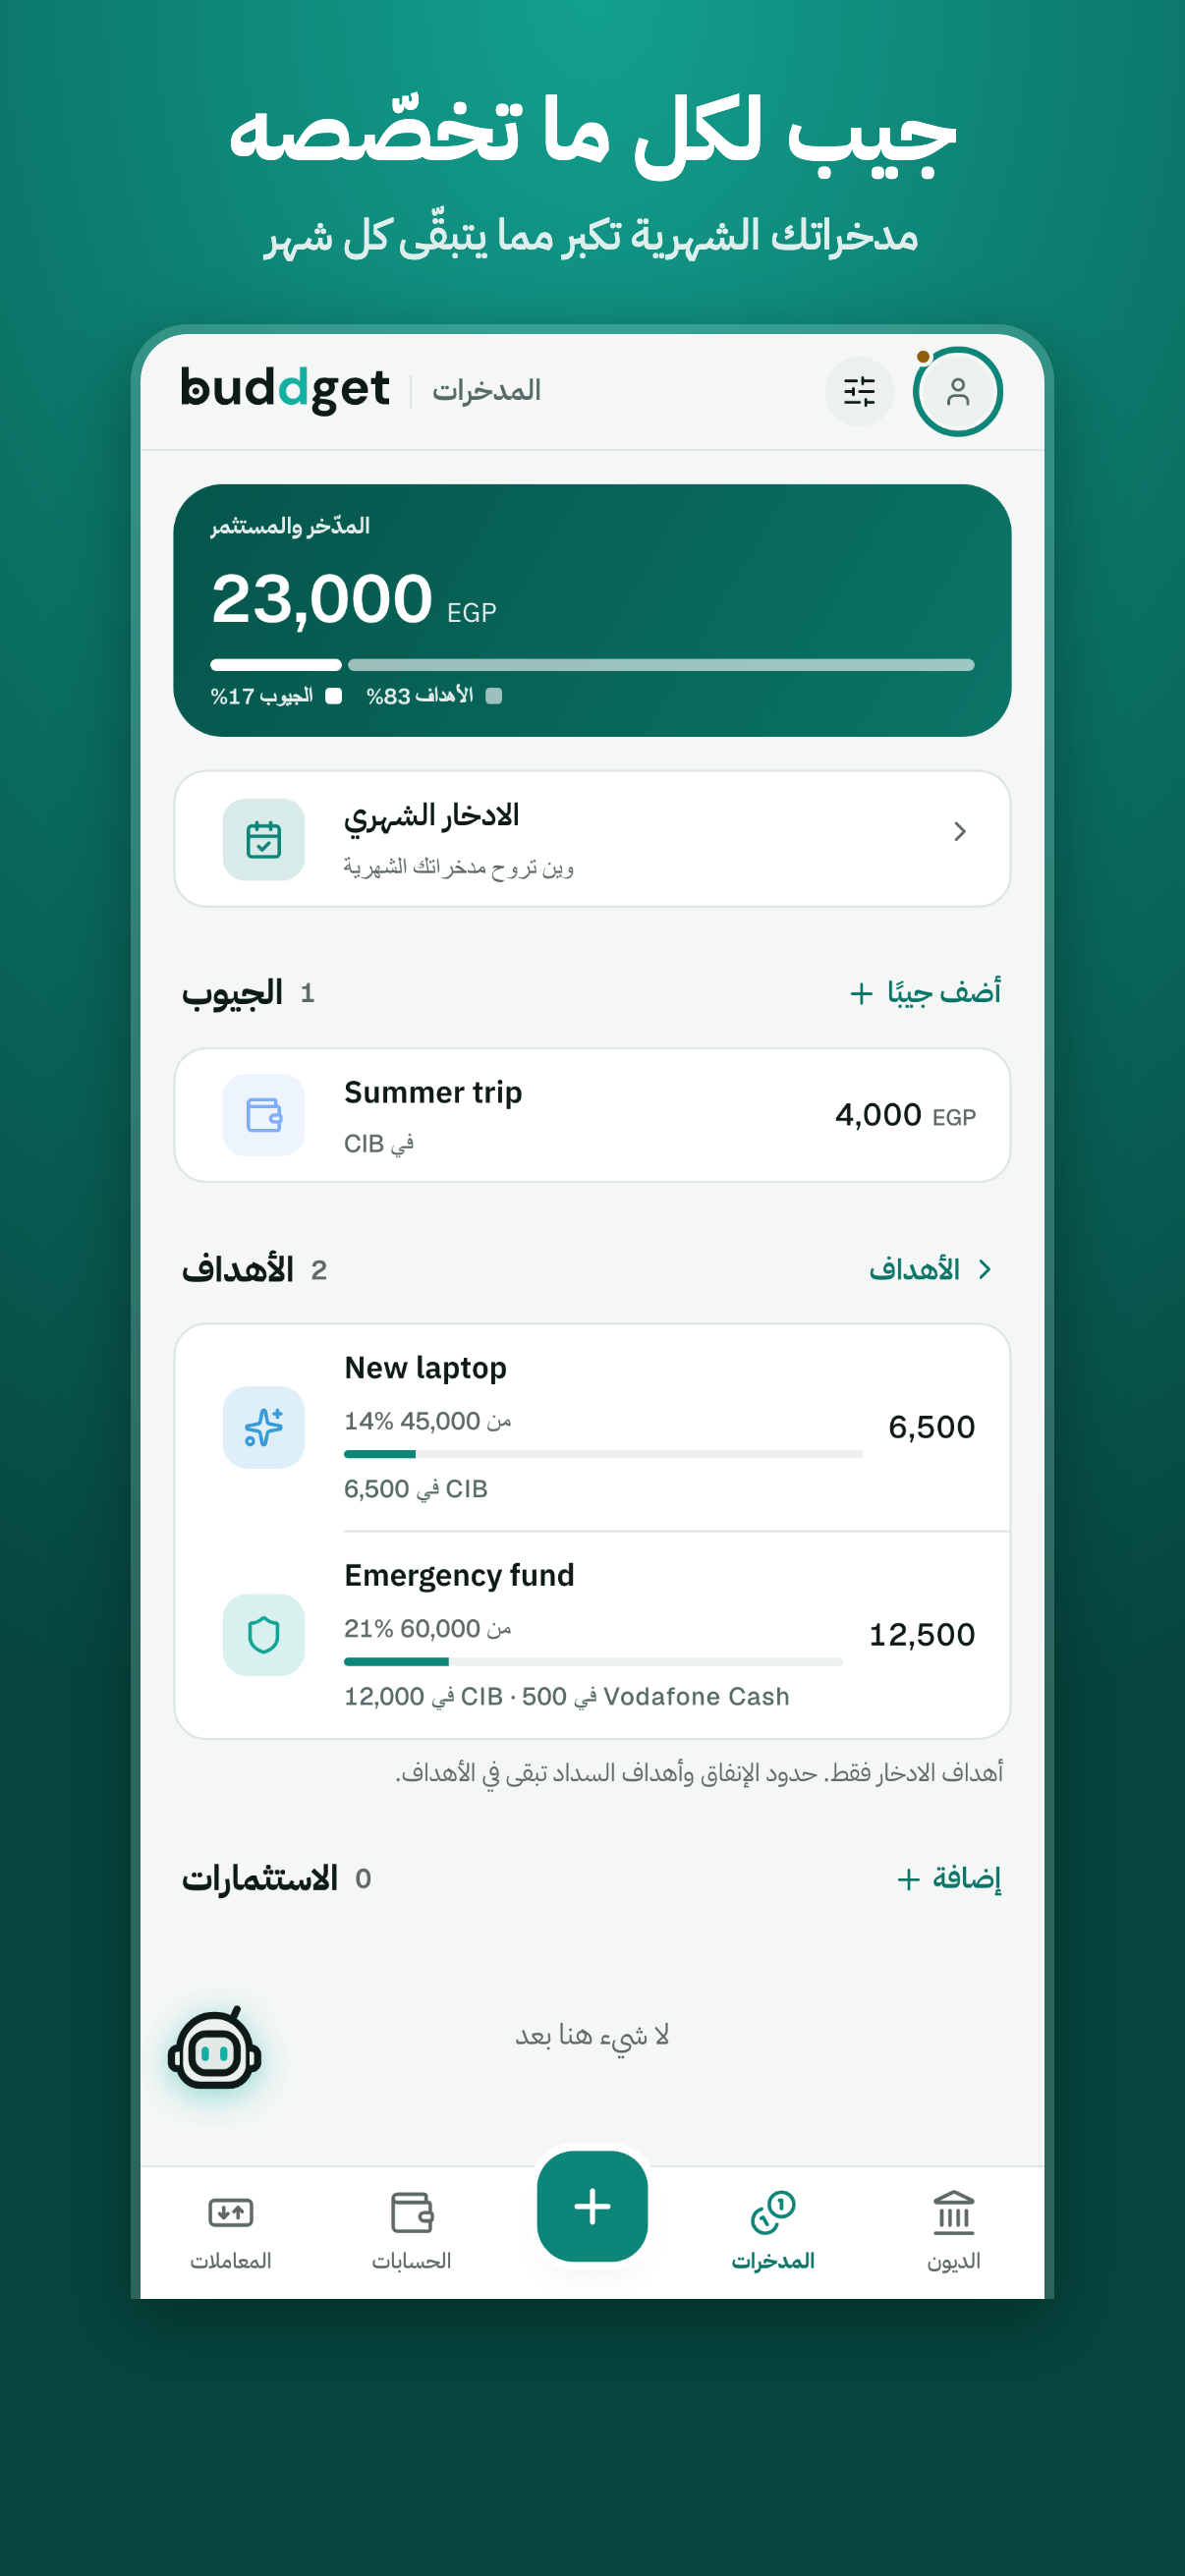 جيب لكل ما تخصّصه
مدخراتك الشهرية تكبر مما يتبقّى كل شهر
buddget | المدخرات
المدّخر والمستثمر
23,000 EGP
الجيوب 17% الأهداف 83%
الادخار الشهري
وين تروح مدخراتك الشهرية
الجيوب 1
أضف جيبًا +
Summer trip
في CIB
4,000 EGP
الأهداف 2
الأهداف
New laptop
14% من 45,000
6,500
6,500 في CIB
Emergency fund
21% من 60,000
12,500
12,000 في CIB · 500 في Vodafone Cash
أهداف الادخار فقط. حدود الإنفاق وأهداف السداد تبقى في الأهداف.
الاستثمارات 0
إضافة +
لا شيء هنا بعد
المعاملات
الحسابات
المدخرات
الديون